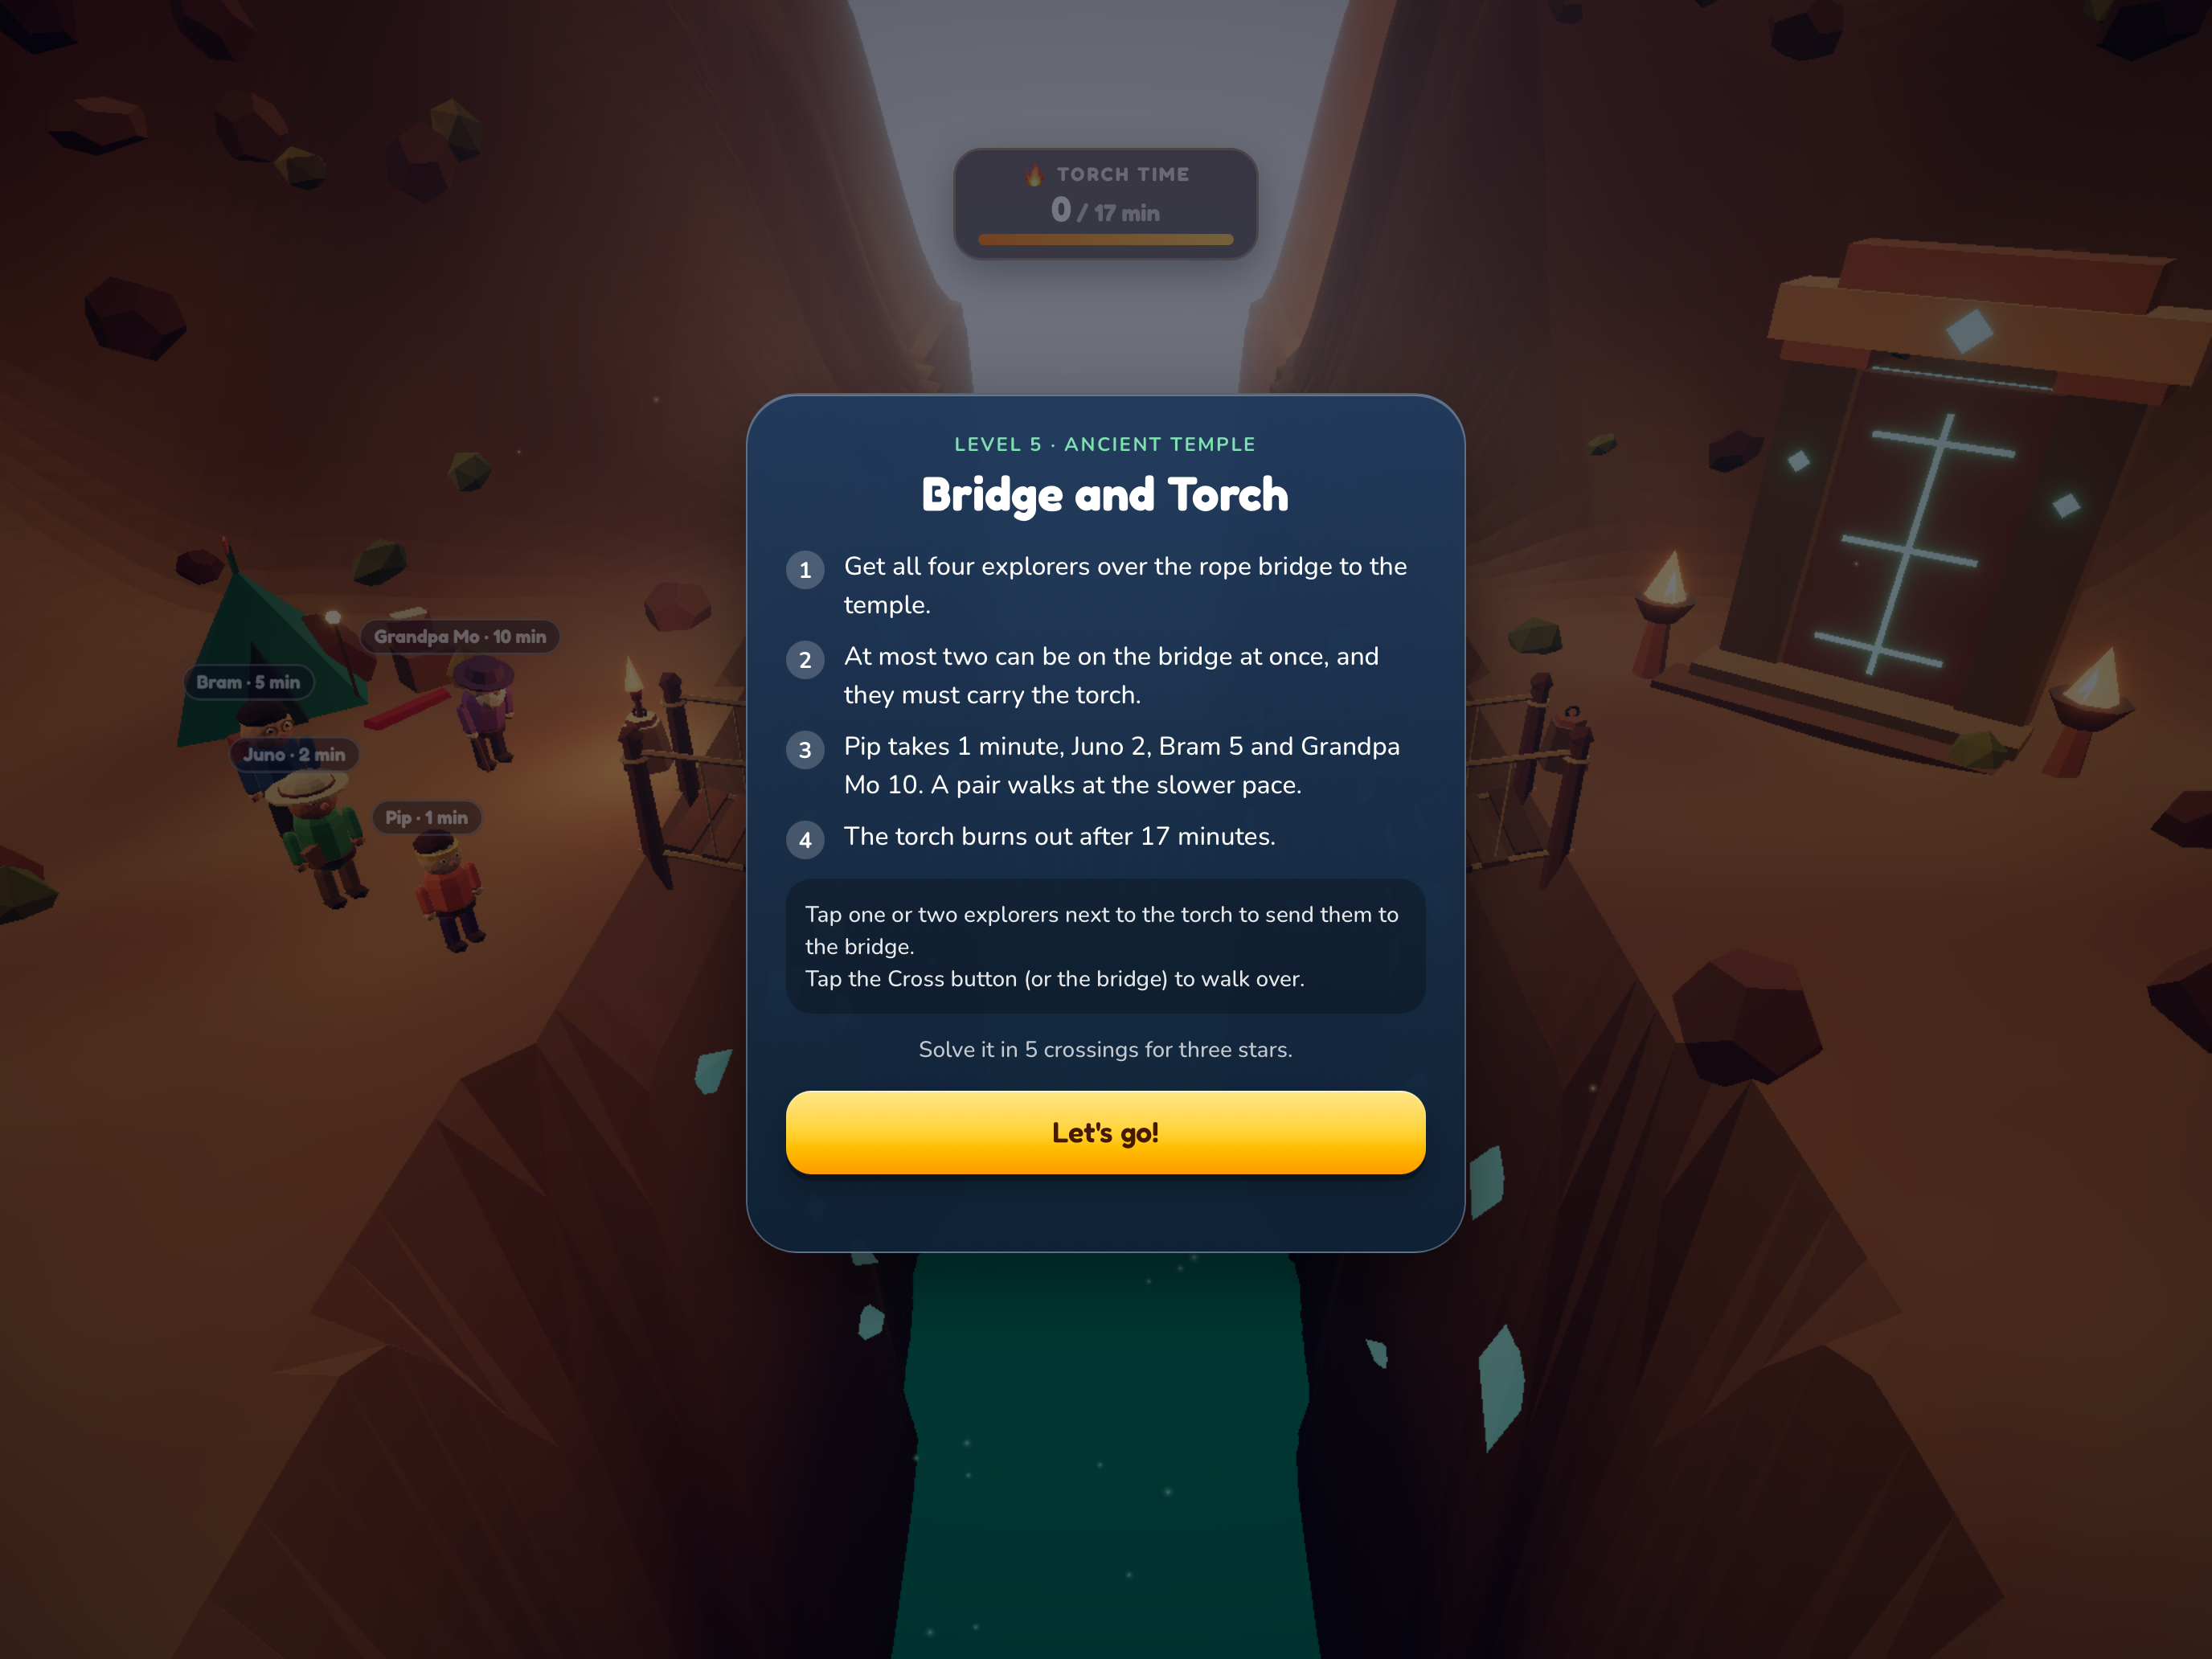 🔥 TORCH TIME
0 / 17 min
LEVEL 5 · ANCIENT TEMPLE
Bridge and Torch
1 Get all four explorers over the rope bridge to the
temple.
2 At most two can be on the bridge at once, and
they must carry the torch.
3 Pip takes 1 minute, Juno 2, Bram 5 and Grandpa
Mo 10. A pair walks at the slower pace.
4 The torch burns out after 17 minutes.
Tap one or two explorers next to the torch to send them to
the bridge.
Tap the Cross button (or the bridge) to walk over.
Solve it in 5 crossings for three stars.
Let's go!
Grandpa Mo · 10 min
Bram · 5 min
Juno · 2 min
Pip · 1 min